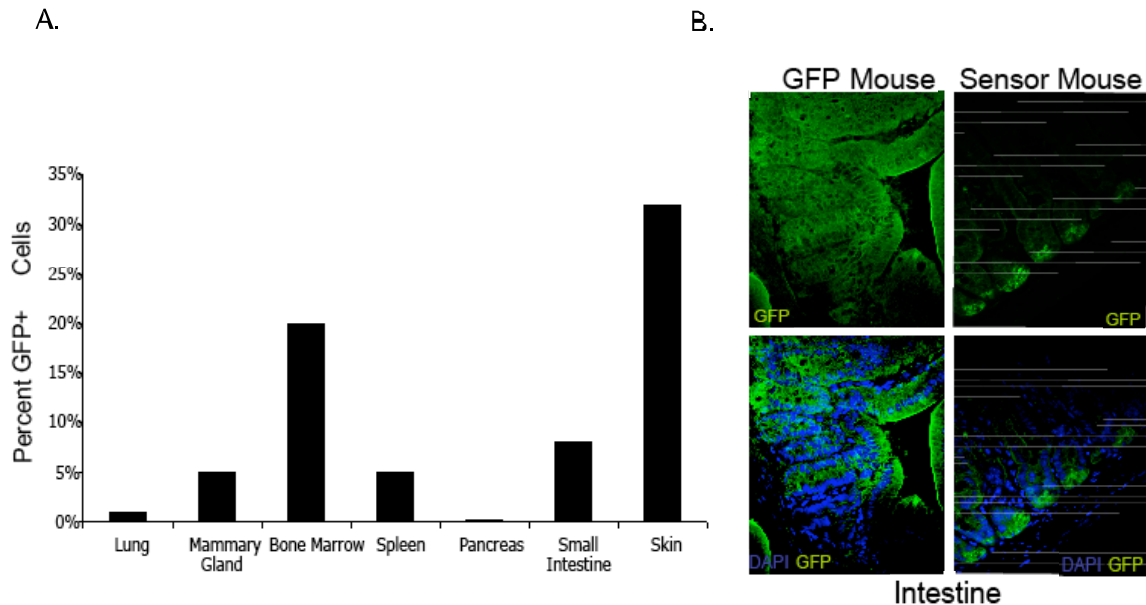 A.
B.
GFP Mouse
Sensor Mouse
35%
30%
25%
20%
15%
10%
5%
0%
Percent GFP+ Cells
Lung
Mammary
Gland
Bone Marrow
Spleen
Pancreas
Small
Intestine
Skin
GFP
GFP
DAPI GFP
DAPI GFP
Intestine